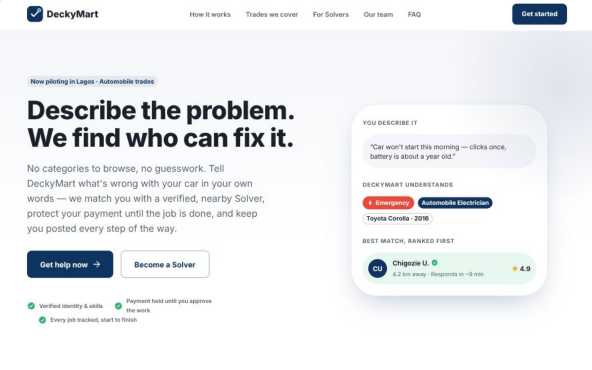 DeckyMart
How it works Trades we cover For Solvers Our team FAQ
Get started
Now piloting in Lagos · Automobile trades
Describe the problem.
We find who can fix it.
No categories to browse, no guesswork. Tell
DeckyMart what's wrong with your car in your own
words — we match you with a verified, nearby Solver,
protect your payment until the job is done, and keep
you posted every step of the way.
Get help now →
Become a Solver
Verified identity & skills
Payment held until you approve
the work
Every job tracked, start to finish
YOU DESCRIBE IT
"Car won't start this morning — clicks once,
battery is about a year old."
DECKYMART UNDERSTANDS
Emergency
Automobile Electrician
Toyota Corolla · 2016
BEST MATCH, RANKED FIRST
CU
Chigozie U.
4.2 km away · Responds in ~9 min
★ 4.9